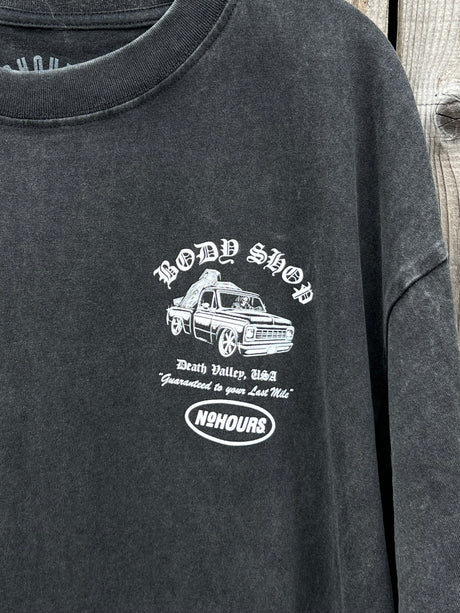 BODY SHOP
Death Valley, USA
"Guaranteed to your Last Mile"
NºHOURS